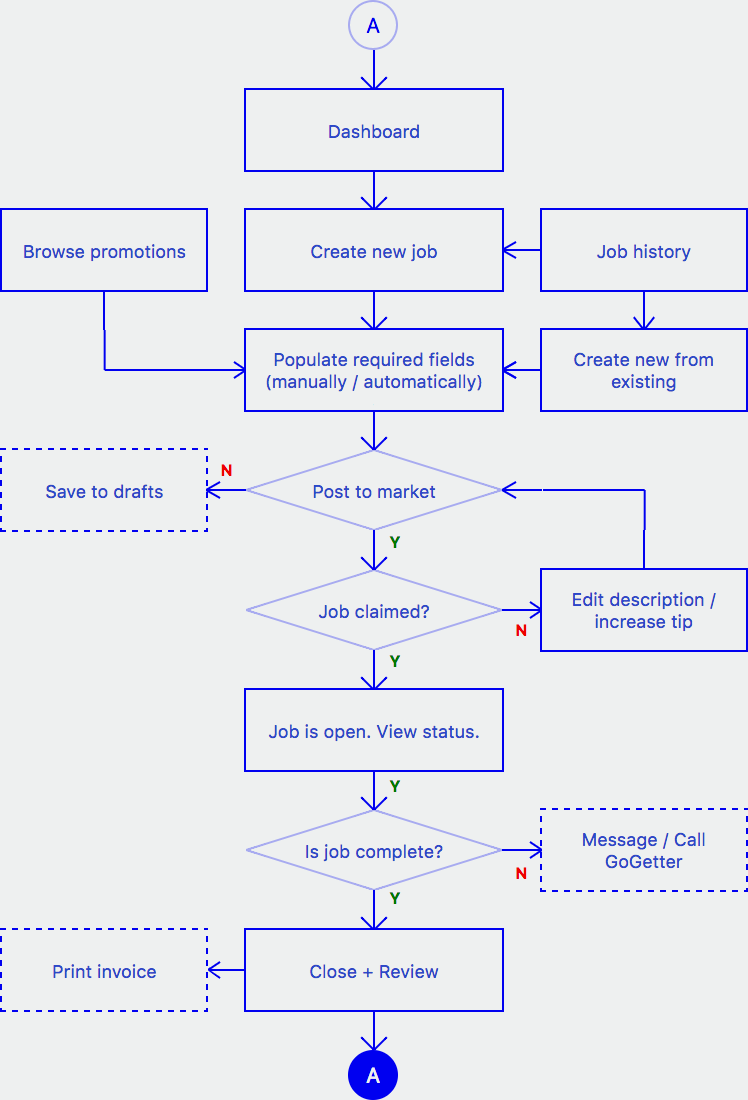 A
Dashboard
Browse promotions
Create new job
Job history
Populate required fields
(manually / automatically)
Create new from
existing
N
Save to drafts
Post to market
Y
Job claimed?
Edit description /
increase tip
N
Y
Job is open. View status.
Y
Is job complete?
Message / Call
GoGetter
N
Y
Print invoice
Close + Review
A